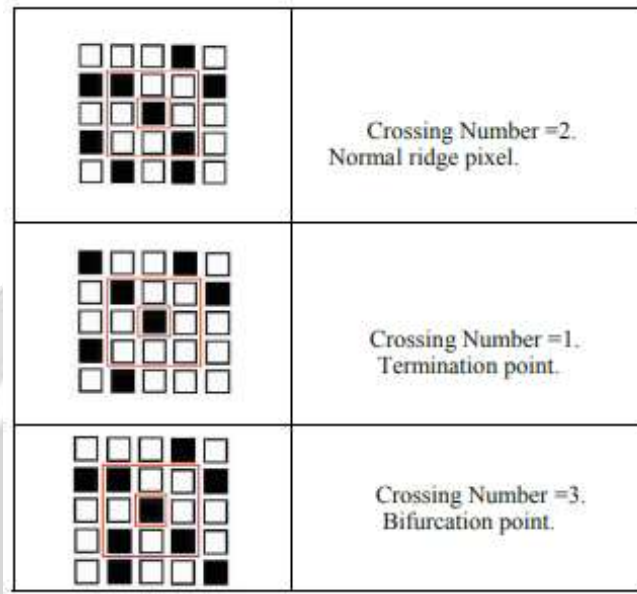 Crossing Number =2.
Normal ridge pixel.
Crossing Number =1.
Termination point.
Crossing Number =3.
Bifurcation point.